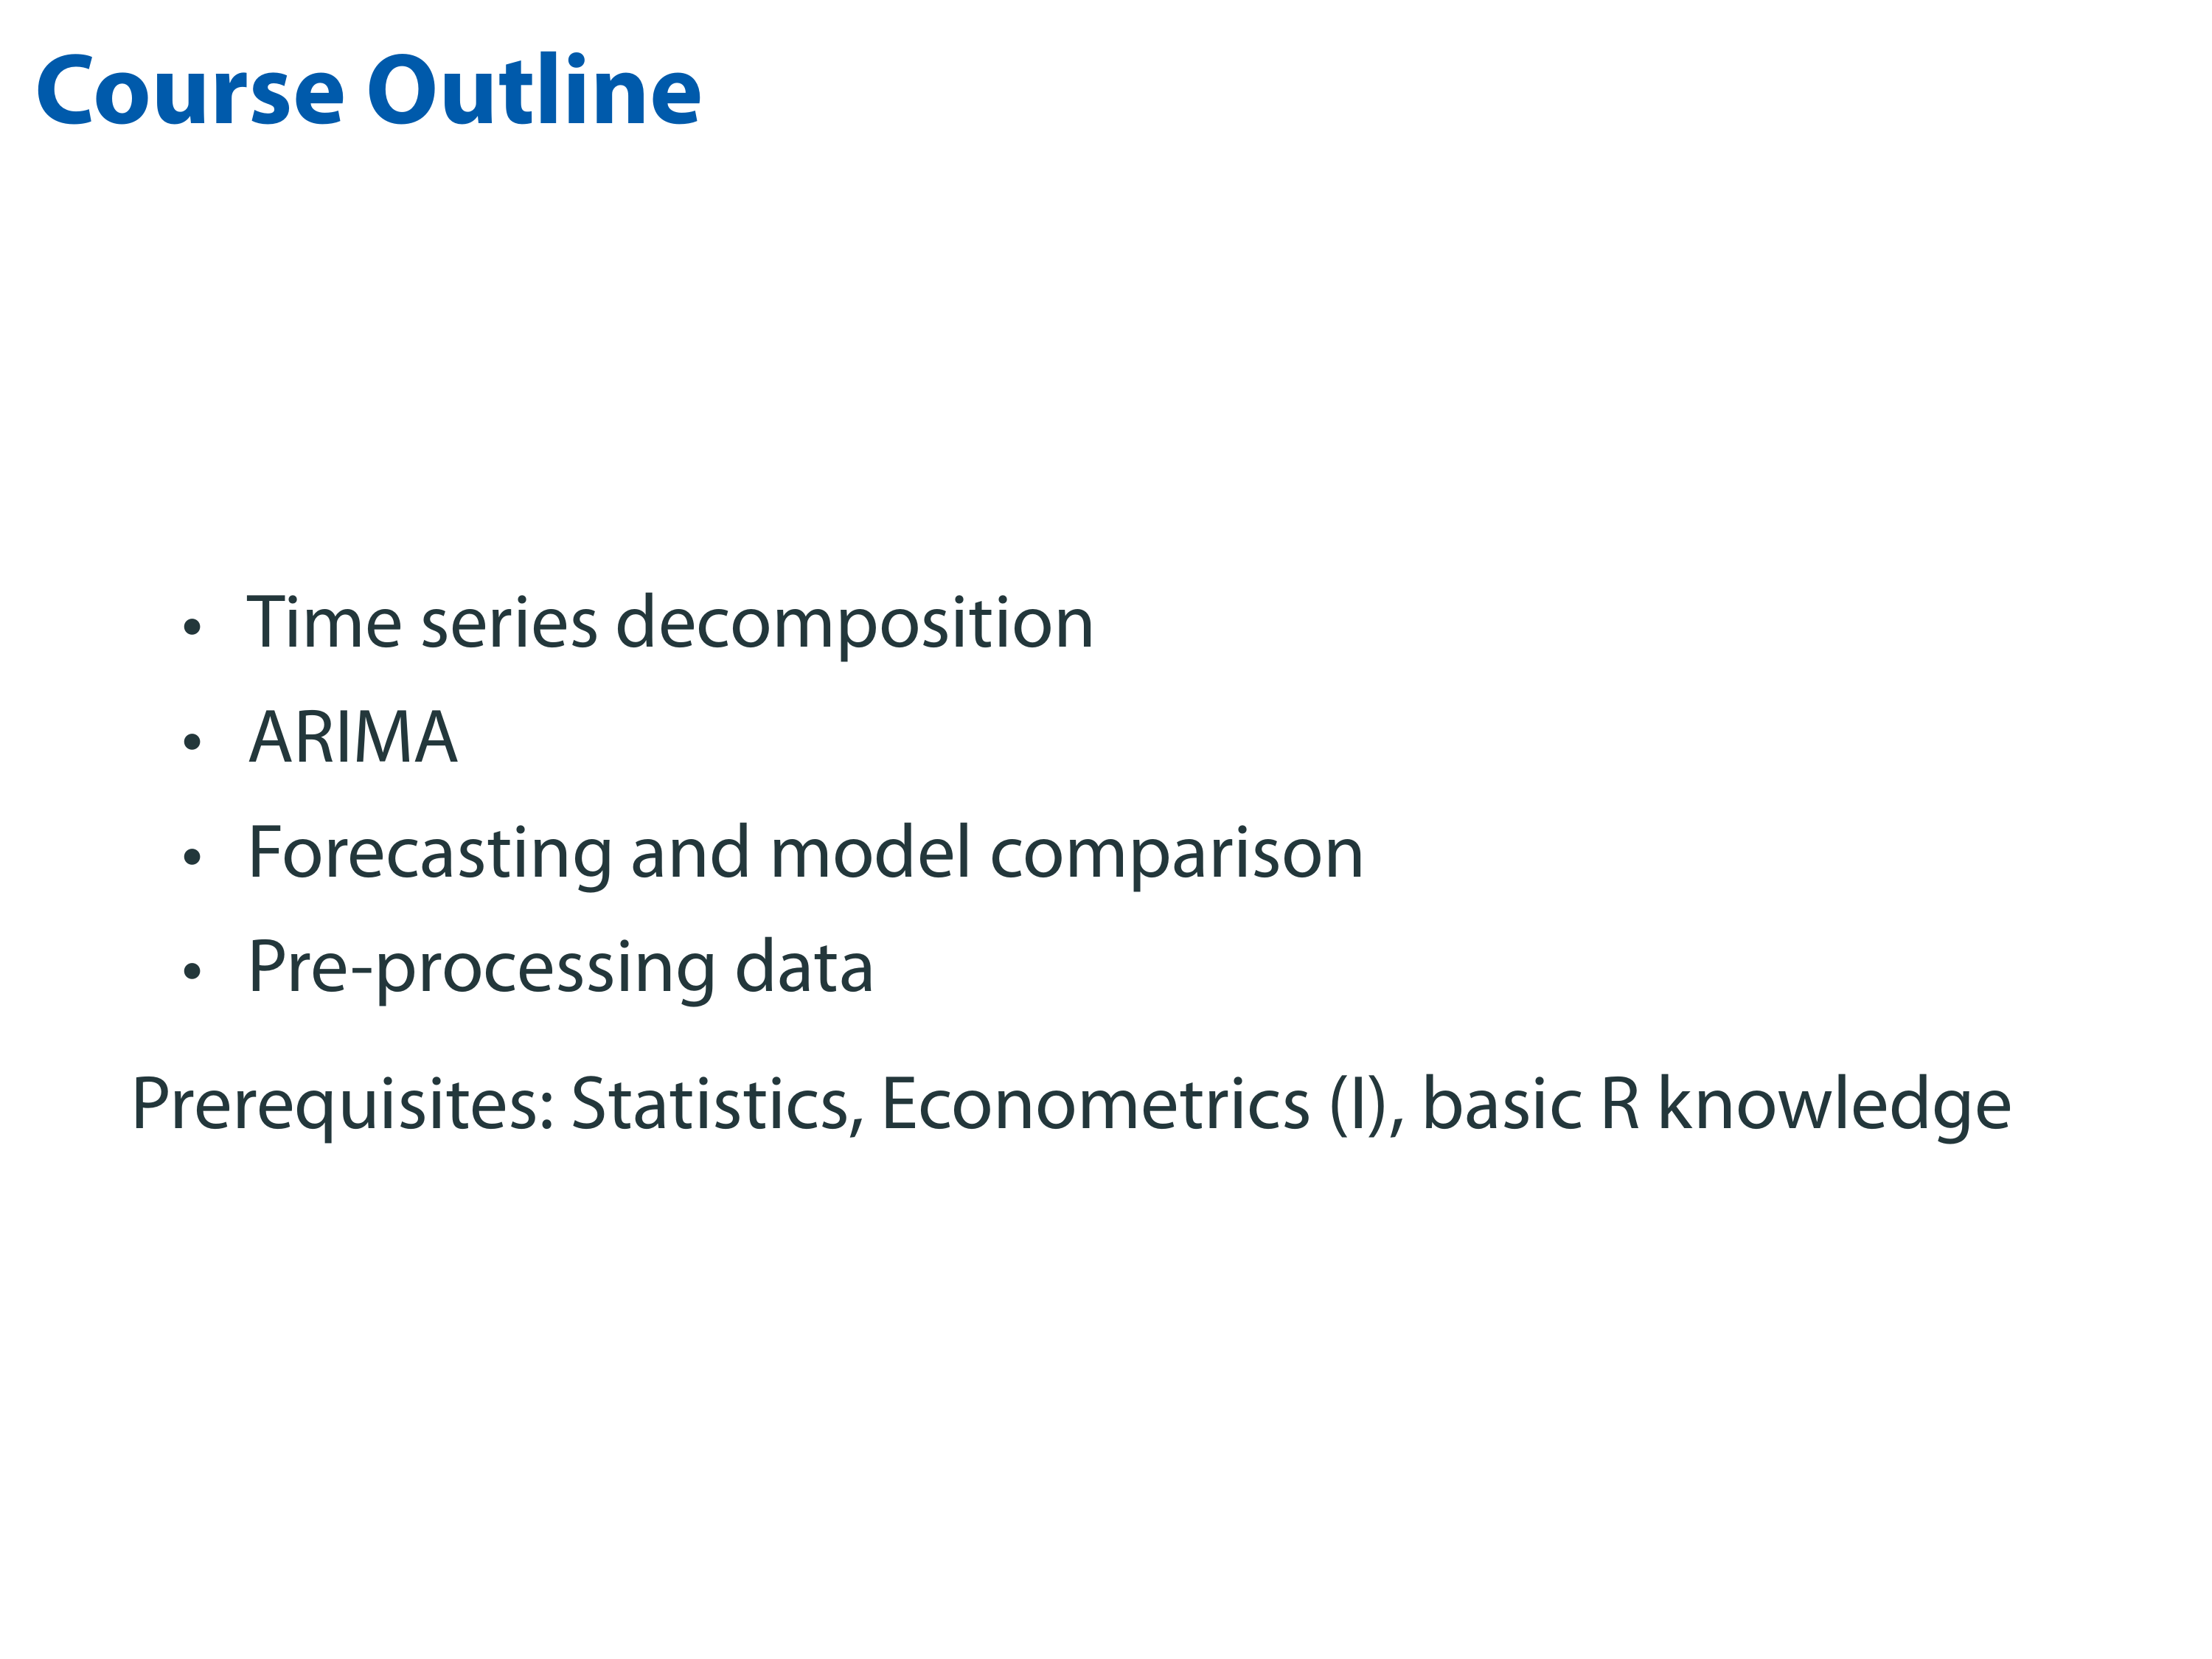 Course Outline
• Time series decomposition
• ARIMA
• Forecasting and model comparison
• Pre-processing data
Prerequisites: Statistics, Econometrics (I), basic R knowledge